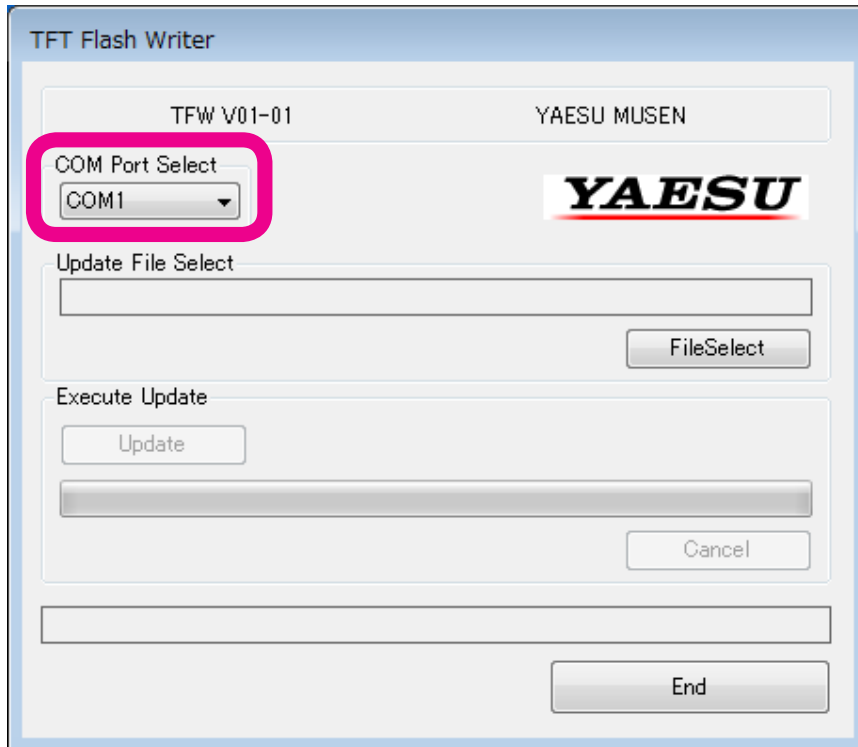 TFT Flash Writer
TFW V01-01 YAESU MUSEN
COM Port Select
COM1
YAESU
Update File Select
FileSelect
Execute Update
Update
Cancel
End